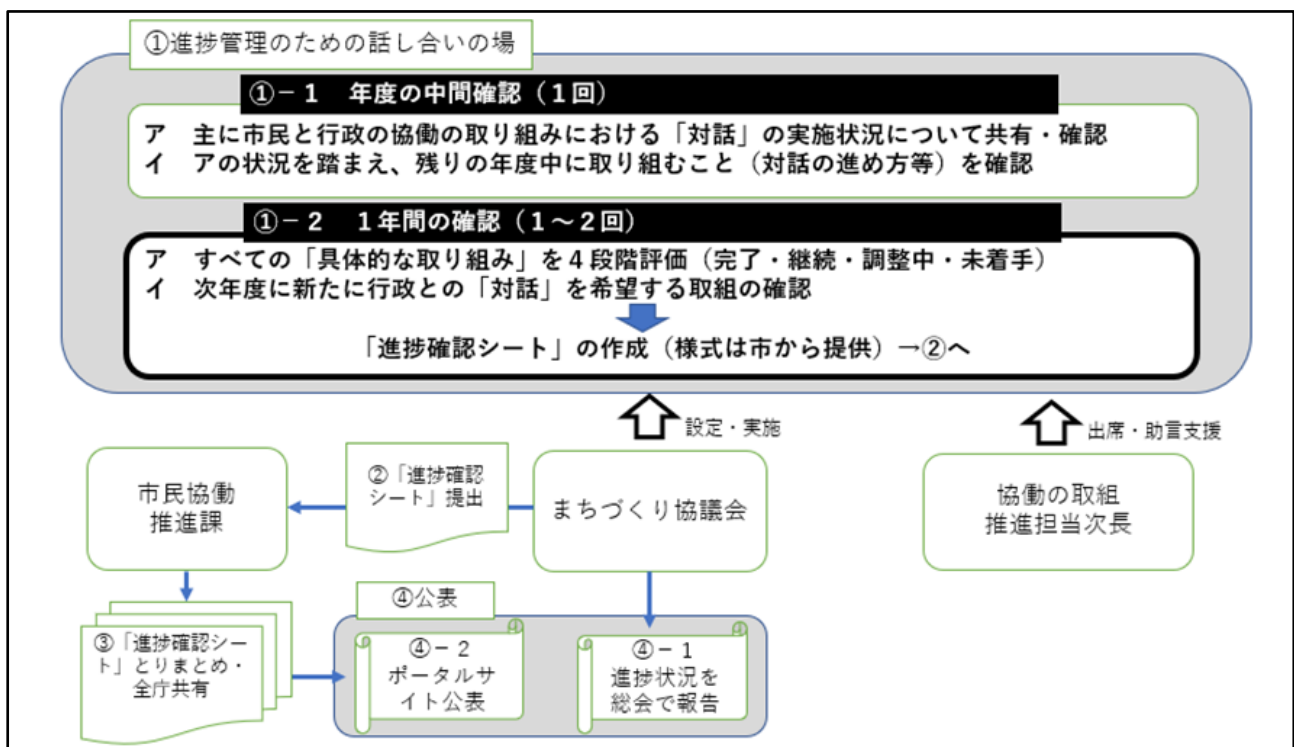 ①進捗管理のための話し合いの場
①－１　年度の中間確認（１回）
ア　主に市民と行政の協働の取り組みにおける「対話」の実施状況について共有・確認
イ　アの状況を踏まえ、残りの年度中に取り組むこと（対話の進め方等）を確認
①－２　１年間の確認（１～２回）
ア　すべての「具体的な取り組み」を４段階評価（完了・継続・調整中・未着手）
イ　次年度に新たに行政との「対話」を希望する取組の確認
「進捗確認シート」の作成（様式は市から提供）→②へ
設定・実施
出席・助言支援
市民協働
推進課
②「進捗確認
シート」提出
まちづくり協議会
協働の取組
推進担当次長
③「進捗確認シー
ト」とりまとめ・
全庁共有
④公表
④－２
ポータルサ
イト公表
④－１
進捗状況を
総会で報告